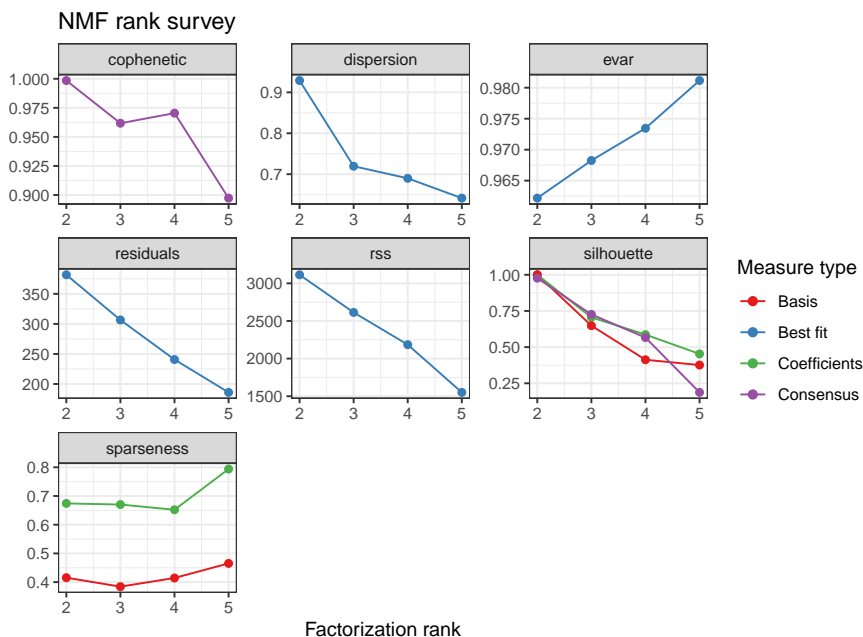 NMF rank survey
cophenetic
dispersion
evar
1.000
0.975
0.950
0.925
0.900
2 3 4 5
0.9
0.8
0.7
2 3 4 5
0.980
0.975
0.970
0.965
2 3 4 5
residuals
rss
silhouette
350
300
250
200
2 3 4 5
3000
2500
2000
1500
2 3 4 5
1.00
0.75
0.50
0.25
2 3 4 5
Measure type
Basis
Best fit
Coefficients
Consensus
sparseness
0.8
0.7
0.6
0.5
0.4
2 3 4 5
Factorization rank